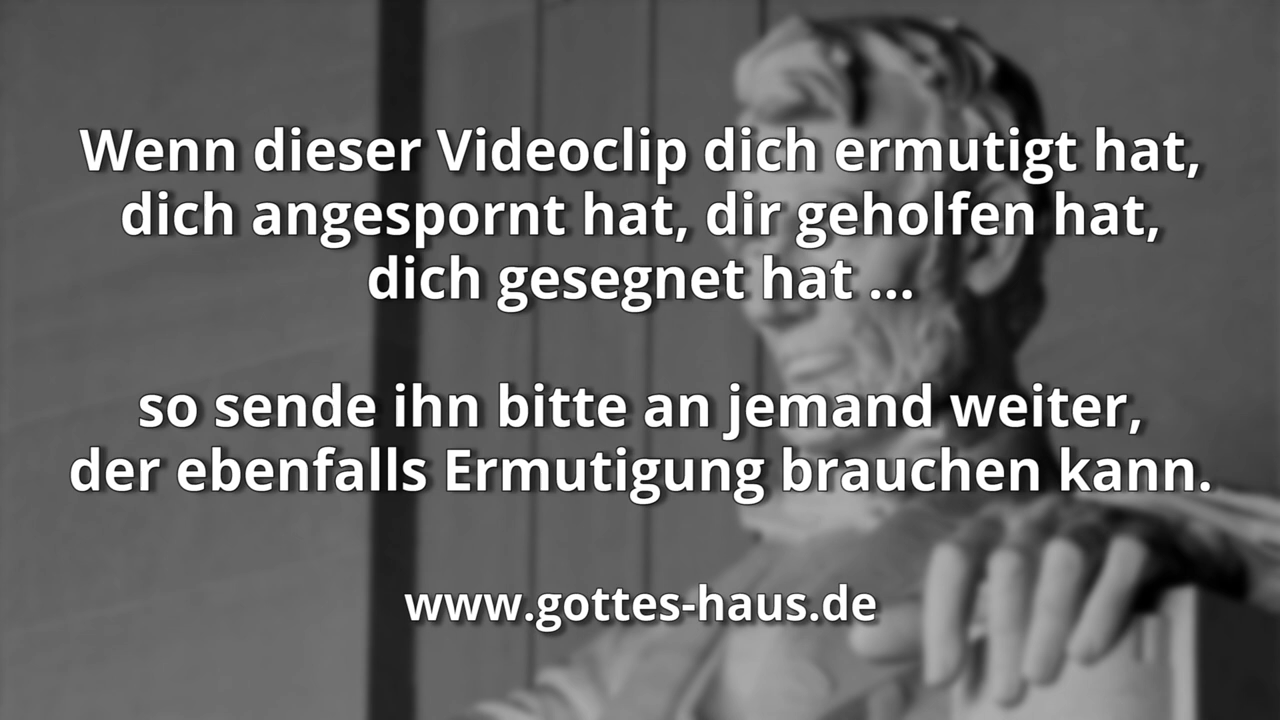 Wenn dieser Videoclip dich ermutigt hat,
dich angespornt hat, dir geholfen hat,
dich gesegnet hat ...
so sende ihn bitte an jemand weiter,
der ebenfalls Ermutigung brauchen kann.
www.gottes-haus.de